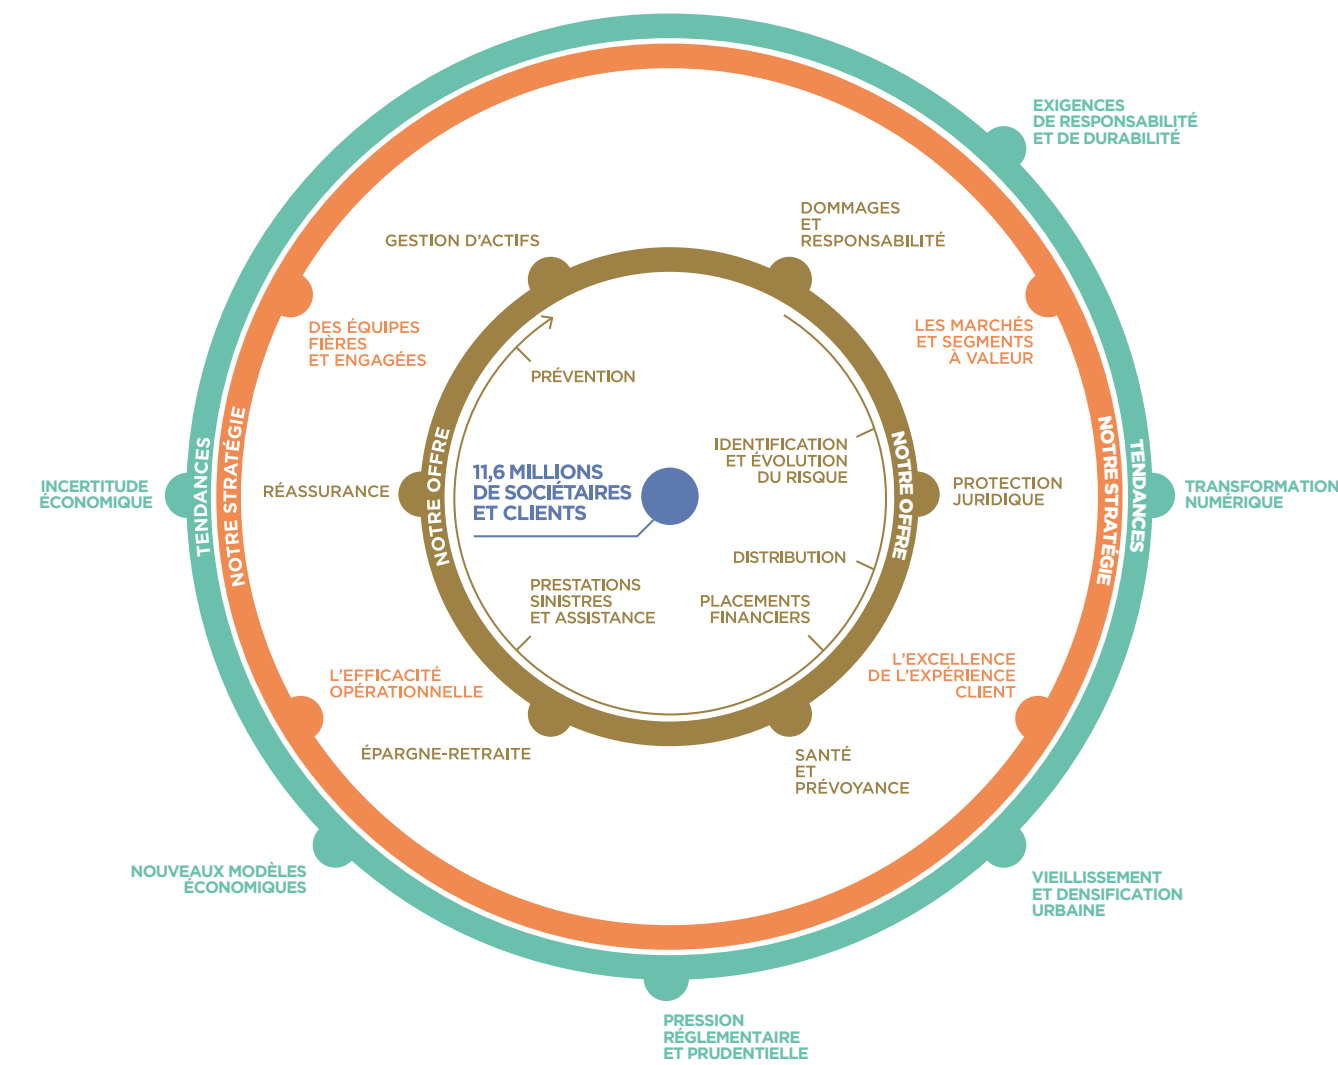 EXIGENCES
DE RESPONSABILITÉ
ET DE DURABILITÉ
DOMMAGES
ET
RESPONSABILITÉ
GESTION D'ACTIFS
DES ÉQUIPES
FIÈRES
ET ENGAGÉES
LES MARCHÉS
ET SEGMENTS
À VALEUR
PRÉVENTION
TENDANCES
NOTRE STRATÉGIE
NOTRE OFFRE
IDENTIFICATION
ET ÉVOLUTION
DU RISQUE
NOTRE OFFRE
NOTRE STRATÉGIE
TENDANCES
INCERTITUDE
ÉCONOMIQUE
RÉASSURANCE
11,6 MILLIONS
DE SOCIÉTAIRES
ET CLIENTS
PROTECTION
JURIDIQUE
TRANSFORMATION
NUMÉRIQUE
DISTRIBUTION
PRESTATIONS
SINISTRES
ET ASSISTANCE
PLACEMENTS
FINANCIERS
L'EFFICACITÉ
OPÉRATIONNELLE
L'EXCELLENCE
DE L'EXPÉRIENCE
CLIENT
ÉPARGNE-RETRAITE
SANTÉ
ET
PRÉVOYANCE
NOUVEAUX MODÈLES
ÉCONOMIQUES
VIEILLISSEMENT
ET DENSIFICATION
URBAINE
PRESSION
RÉGLEMENTAIRE
ET PRUDENTIELLE